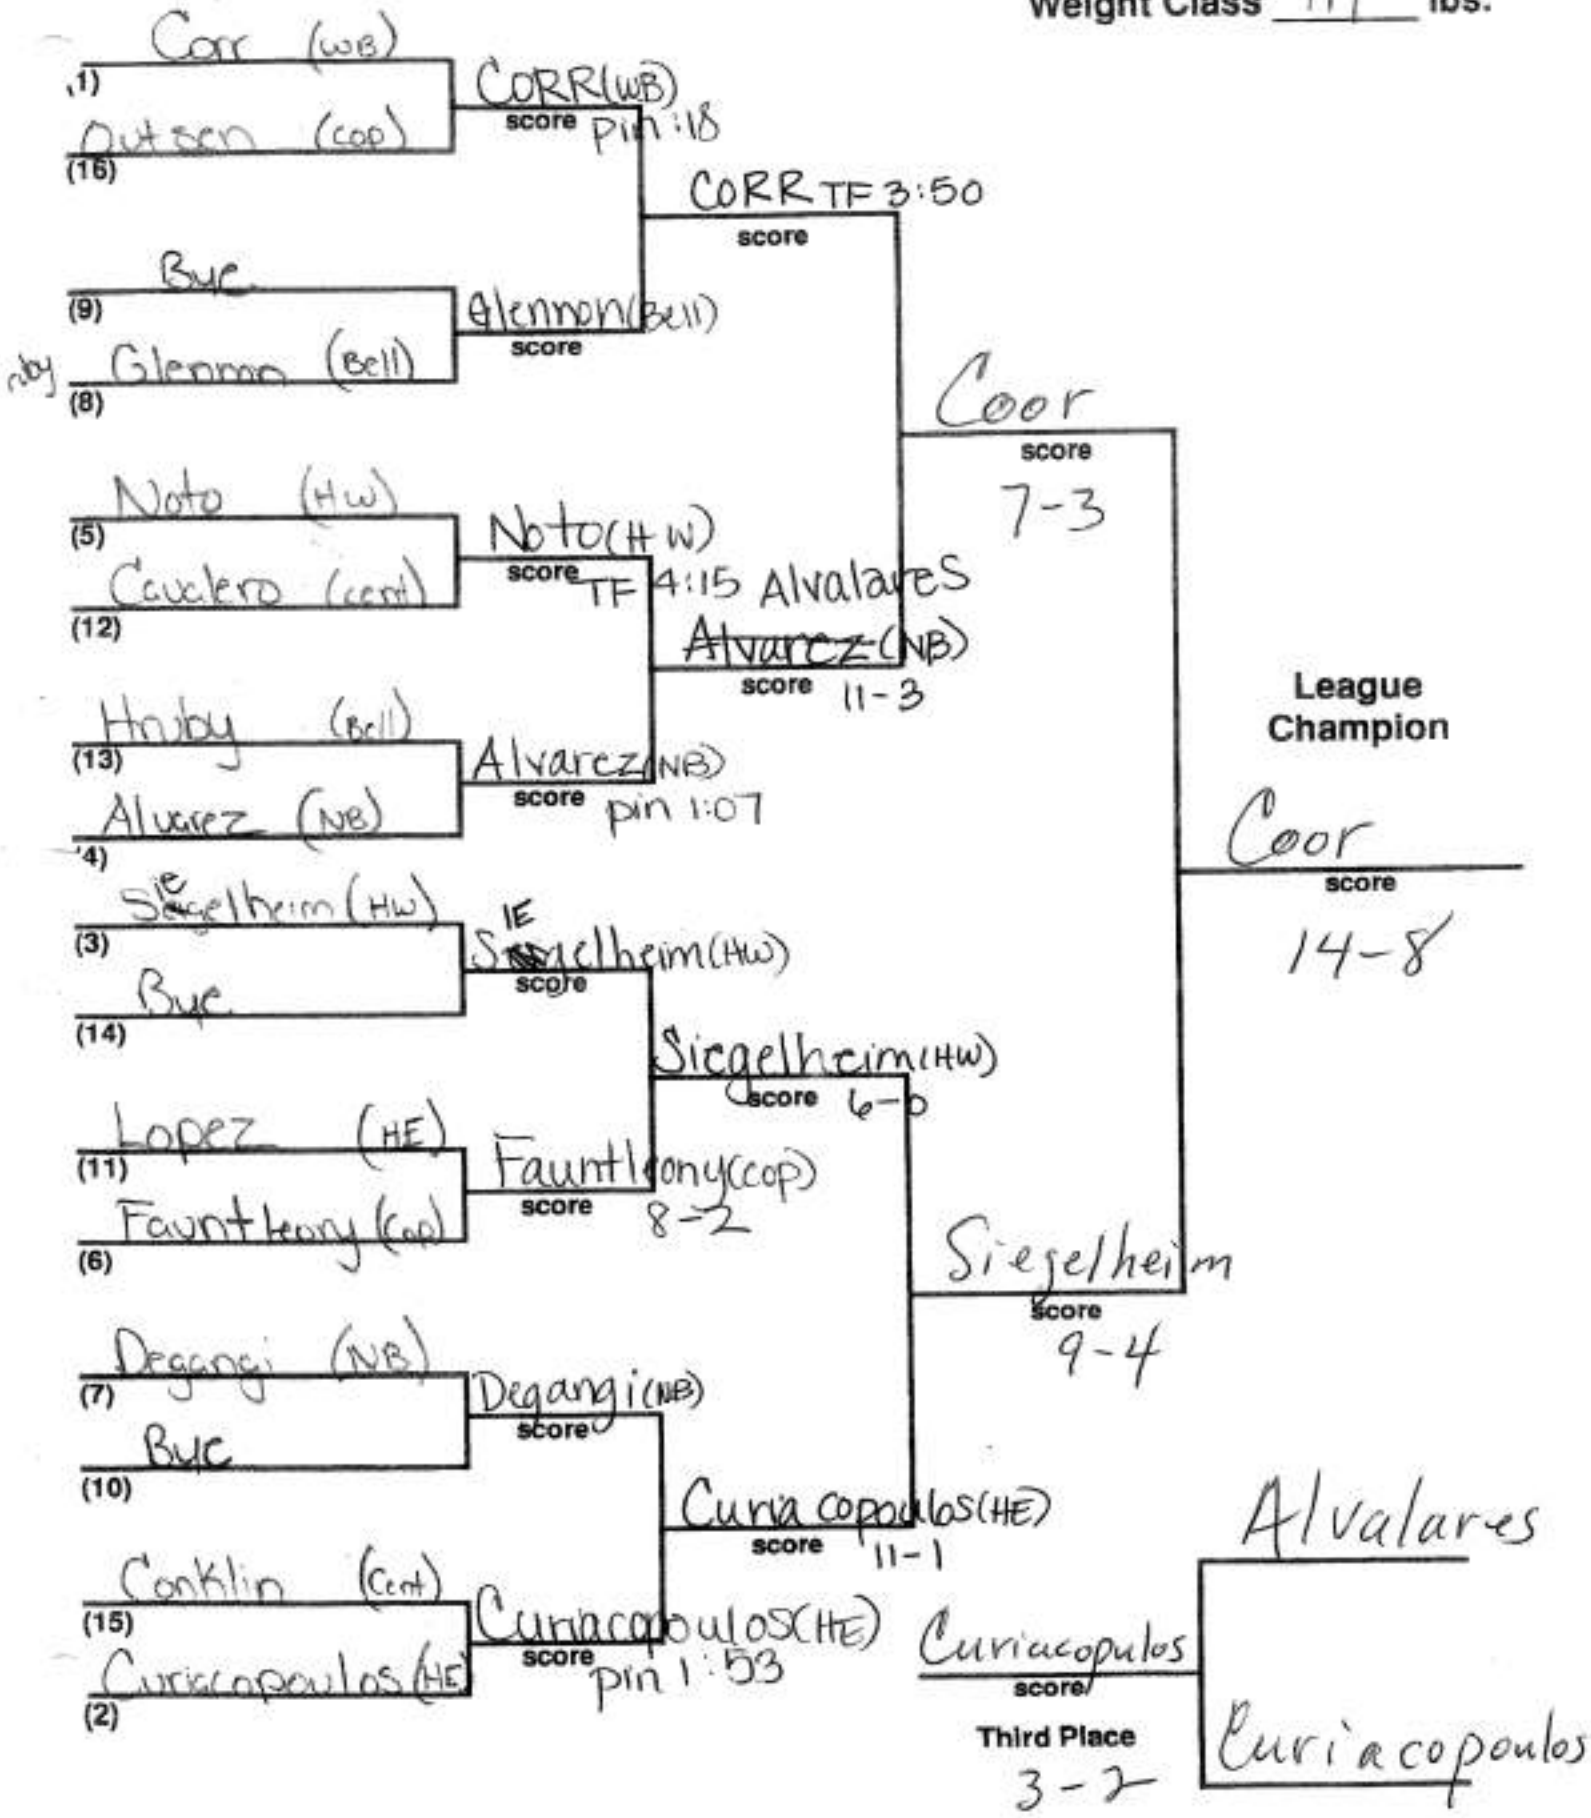 Weight Class lbs.
Corr (WB)
1)
CORR (WB)
score pin :18
Outsen (Cop)
(16)
CORR TF 3:50
score
Bye
(9)
Glennon (Bell)
score
Glennon (Bell)
(8)
Coor
score
7-3
Noto (HW)
(5)
Noto (HW)
score TF 4:15
Cavalero (Cent)
(12)
Alvalares
Alvarez (NB)
score 11-3
Hruby (Bell)
(13)
Alvarez (NB)
score pin 1:07
Alvarez (NB)
4)
League
Champion
Coor
score
14-8
Siegelheim (HW)
(3)
SIEgelheim (HW)
score
Bye
(14)
Siegelheim (HW)
score 6-0
Lopez (HE)
(11)
Fauntleony (Cop)
score 8-2
Fauntleory (Cop)
(6)
Siegelheim
score
9-4
Degangi (NB)
(7)
Degangi (NB)
score
Bye
(10)
Curiacopoulos (HE)
score 11-1
Conklin (Cent)
(15)
Curiacopoulos (HE)
score pin 1:53
Curiacopoulos (HE)
(2)
Alvalares
Curiacopulos
score
Third Place
3-2
Curiacopoulos